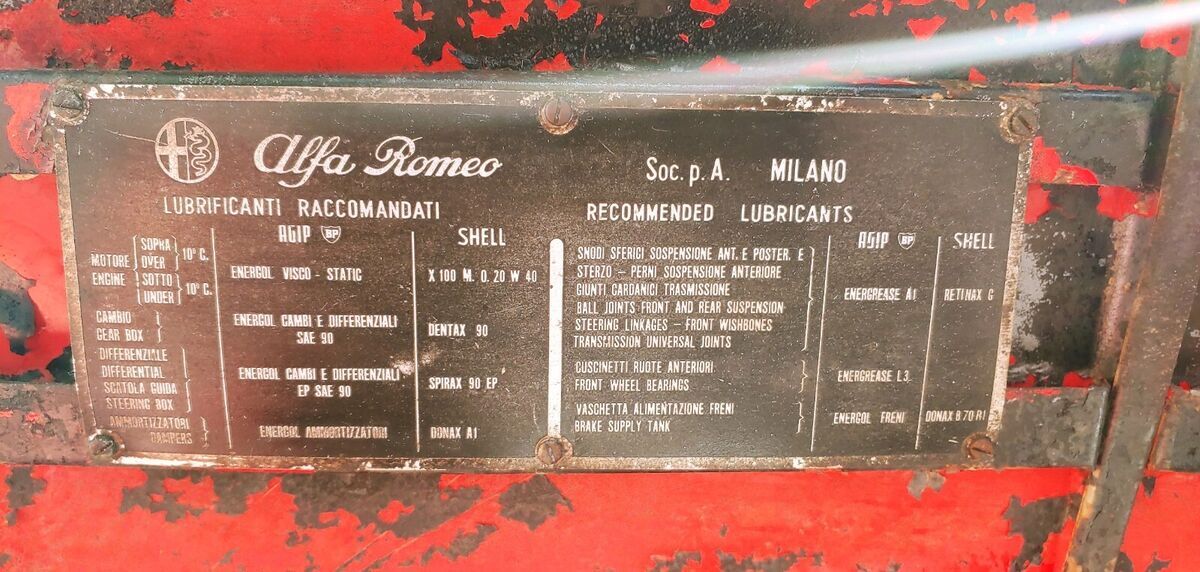 Alfa Romeo Soc. p. A. MILANO
LUBRIFICANTI RACCOMANDATI
RECOMMENDED LUBRICANTS
AGIP BP SHELL
MOTORE SOPRA 10° C.
OVER
ENGINE SOTTO 10° C.
UNDER
ENERGOL VISCO - STATIC
X 100 M. O. 20 W 40
CAMBIO
GEAR BOX
ENERGOL CAMBI E DIFFERENZIALI
SAE 90
DENTAX 90
DIFFERENZIALE
DIFFERENTIAL
SCATOLA GUIDA
STEERING BOX
ENERGOL CAMBI E DIFFERENZIALI
EP SAE 90
SPIRAX 90 EP
AMMORTIZZATORI
DAMPERS
ENERGOL AMMORTIZZATORI
DONAX A1
AGIP BP SHELL
SNODI SFERICI SOSPENSIONE ANT. E POSTER. E
STERZO - PERNI SOSPENSIONE ANTERIORE
GIUNTI CARDANICI TRASMISSIONE
BALL JOINTS FRONT AND REAR SUSPENSION
STEERING LINKAGES - FRONT WISHBONES
TRANSMISSION UNIVERSAL JOINTS
ENERGREASE A1
RETINAX G
CUSCINETTI RUOTE ANTERIORI
FRONT WHEEL BEARINGS
ENERGREASE L3
VASCHETTA ALIMENTAZIONE FRENI
BRAKE SUPPLY TANK
ENERGOL FRENI
DONAX B 70 R1